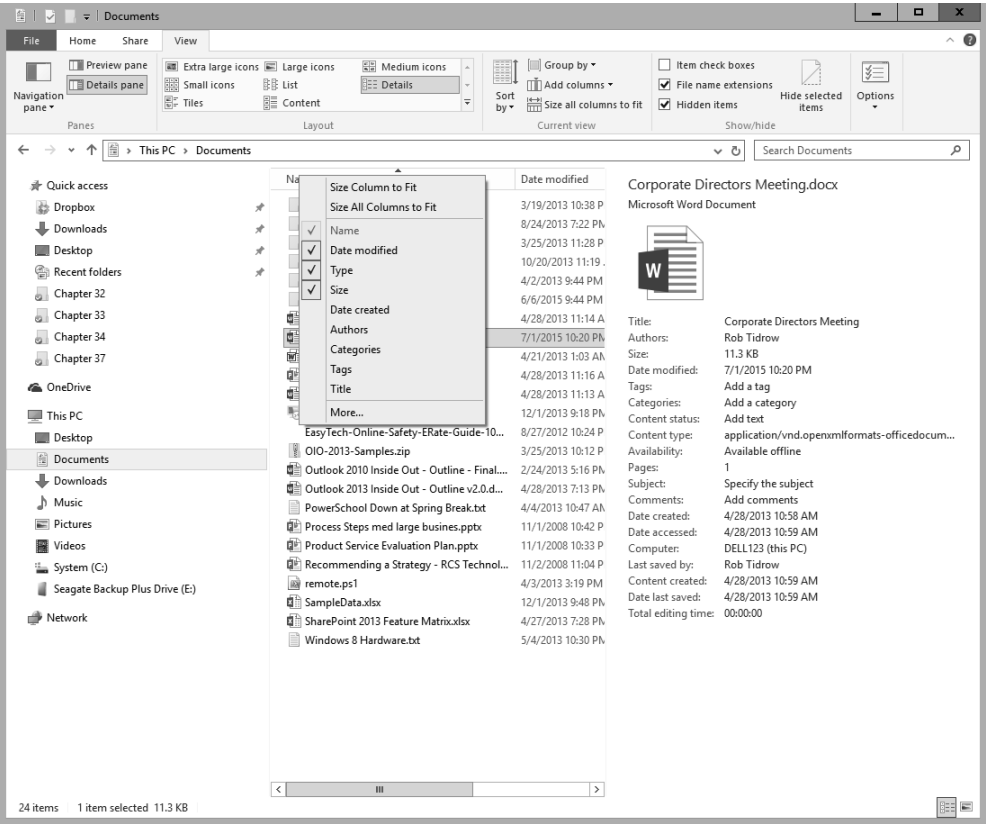 Documents
File Home Share View
Preview pane Extra large icons Large icons Medium icons Group by Item check boxes
Details pane Small icons List Details Add columns File name extensions
Navigation pane Tiles Content Sort by Size all columns to fit Hidden items Hide selected items Options
Panes Layout Current view Show/hide
This PC > Documents Search Documents
Quick access
Dropbox
Downloads
Desktop
Recent folders
Chapter 32
Chapter 33
Chapter 34
Chapter 37
OneDrive
This PC
Desktop
Documents
Downloads
Music
Pictures
Videos
System (C:)
Seagate Backup Plus Drive (E:)
Network
Na Date modified
Size Column to Fit
Size All Columns to Fit
Name
Date modified
Type
Size
Date created
Authors
Categories
Tags
Title
More...
3/19/2013 10:38 P
8/24/2013 7:22 PM
3/25/2013 11:28 P
10/20/2013 11:19 .
4/2/2013 9:44 PM
6/6/2015 9:44 PM
4/28/2013 11:14 A
7/1/2015 10:20 PM
4/21/2013 1:03 AM
4/28/2013 11:16 A
4/28/2013 11:13 A
12/1/2013 9:18 PM
EasyTech-Online-Safety-ERate-Guide-10... 8/27/2012 10:24 P
OIO-2013-Samples.zip 3/25/2013 10:12 P
Outlook 2010 Inside Out - Outline - Final.... 2/24/2013 5:16 PM
Outlook 2013 Inside Out - Outline v2.0.d... 4/28/2013 7:13 PM
PowerSchool Down at Spring Break.txt 4/4/2013 10:47 AM
Process Steps med large busines.pptx 11/1/2008 10:42 P
Product Service Evaluation Plan.pptx 11/1/2008 10:33 P
Recommending a Strategy - RCS Technol... 11/2/2008 11:04 P
remote.ps1 4/3/2013 3:19 PM
SampleData.xlsx 12/1/2013 9:48 PM
SharePoint 2013 Feature Matrix.xlsx 4/27/2013 7:28 PM
Windows 8 Hardware.txt 5/4/2013 10:30 PM
Corporate Directors Meeting.docx
Microsoft Word Document
W
Title: Corporate Directors Meeting
Authors: Rob Tidrow
Size: 11.3 KB
Date modified: 7/1/2015 10:20 PM
Tags: Add a tag
Categories: Add a category
Content status: Add text
Content type: application/vnd.openxmlformats-officedocum...
Availability: Available offline
Pages: 1
Subject: Specify the subject
Comments: Add comments
Date created: 4/28/2013 10:58 AM
Date accessed: 4/28/2013 10:59 AM
Computer: DELL123 (this PC)
Last saved by: Rob Tidrow
Content created: 4/28/2013 10:59 AM
Date last saved: 4/28/2013 10:59 AM
Total editing time: 00:00:00
24 items 1 item selected 11.3 KB